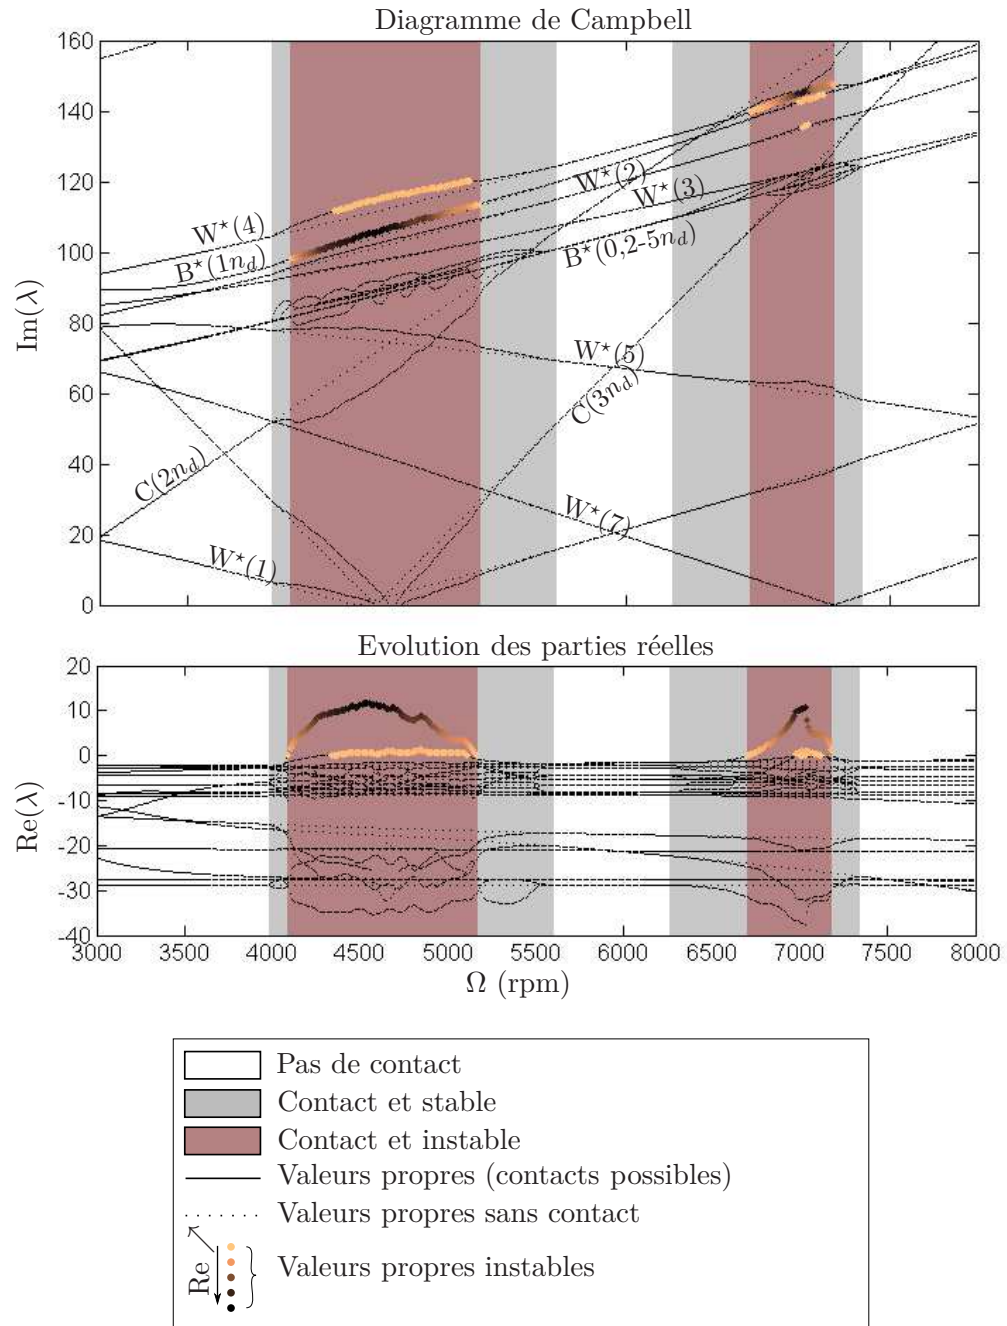 Diagramme de Campbell
160
140
120
100
80
60
40
20
0
Im(λ)
W*(4)
B*(1n_d)
W*(2)
W*(3)
B*(0,2-5n_d)
W*(5)
C(3n_d)
C(2n_d)
W*(7)
W*(1)
Evolution des parties réelles
20
10
0
-10
-20
-30
-40
Re(λ)
3000 3500 4000 4500 5000 5500 6000 6500 7000 7500 8000
Ω (rpm)
Pas de contact
Contact et stable
Contact et instable
Valeurs propres (contacts possibles)
Valeurs propres sans contact
Re
Valeurs propres instables